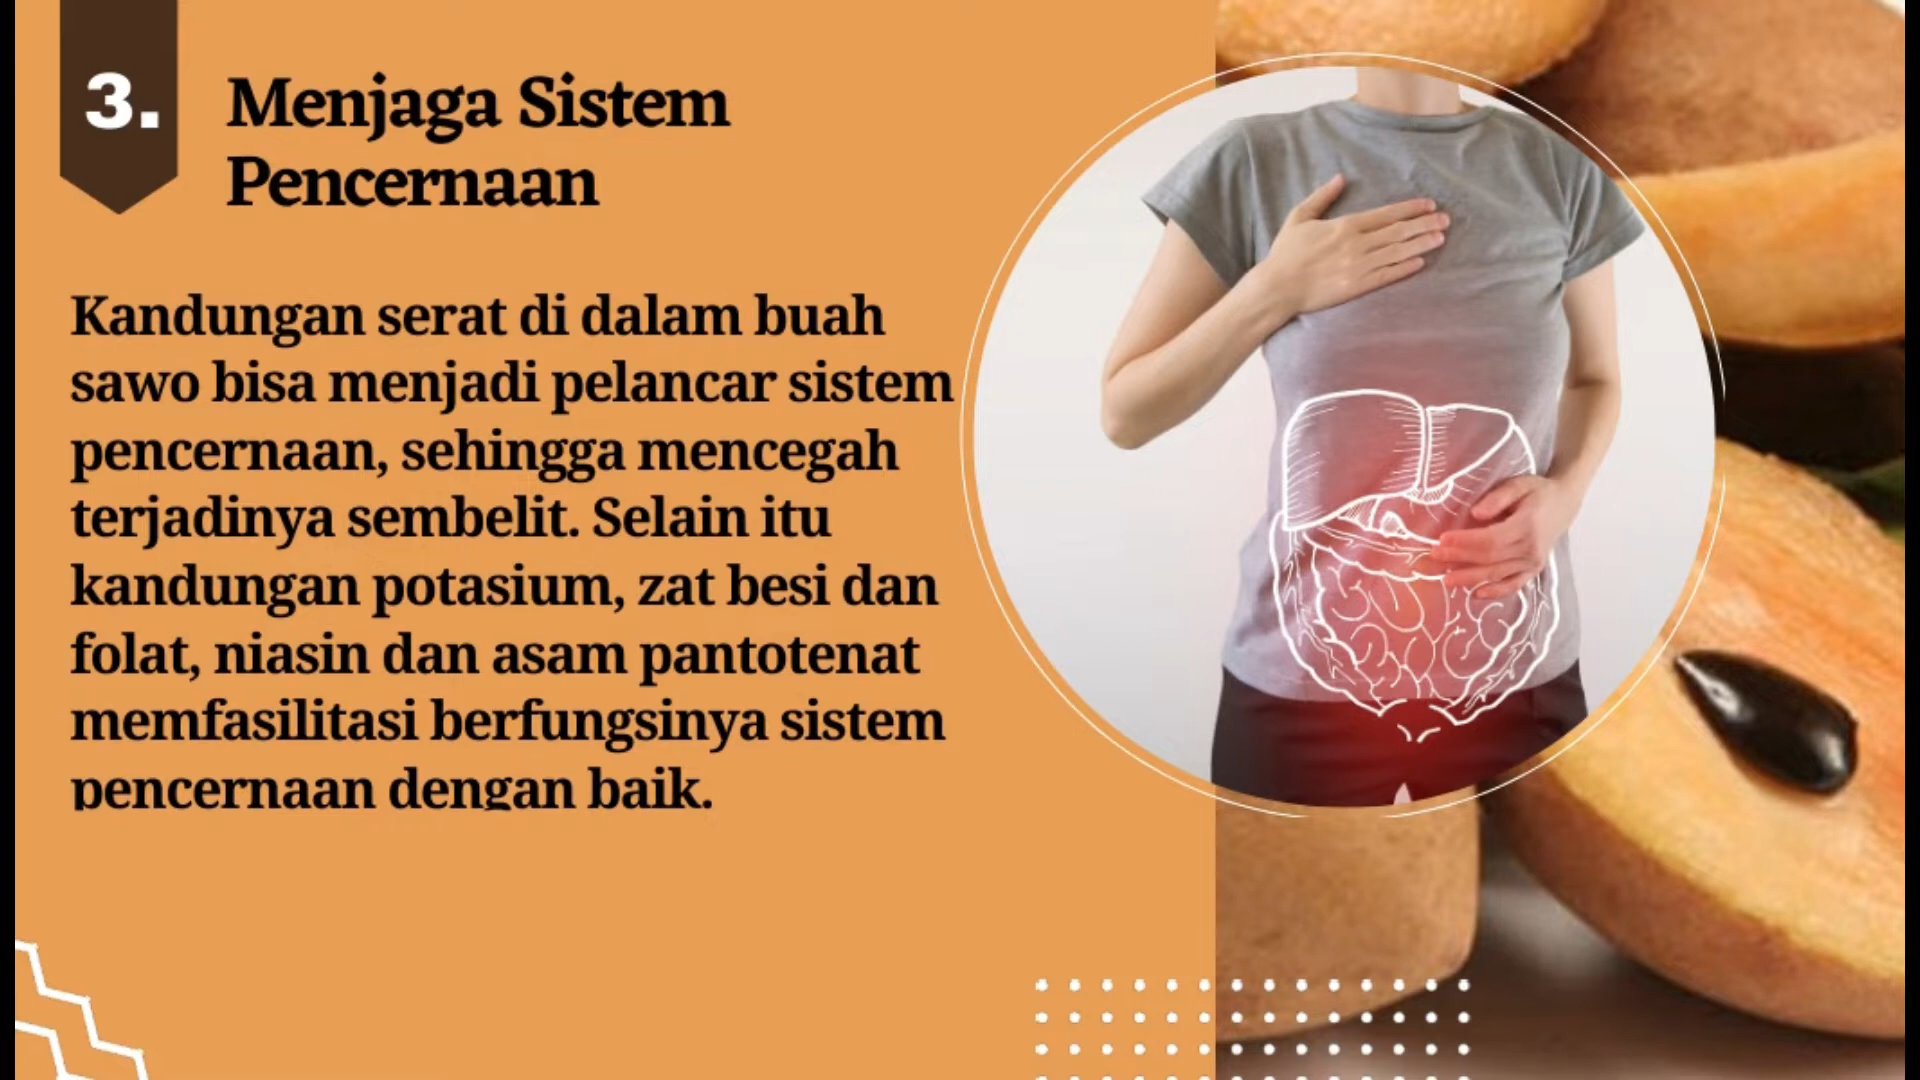 3.
Menjaga Sistem
Pencernaan
Kandungan serat di dalam buah
sawo bisa menjadi pelancar sistem
pencernaan, sehingga mencegah
terjadinya sembelit. Selain itu
kandungan potasium, zat besi dan
folat, niasin dan asam pantotenat
memfasilitasi berfungsinya sistem
pencernaan dengan baik.